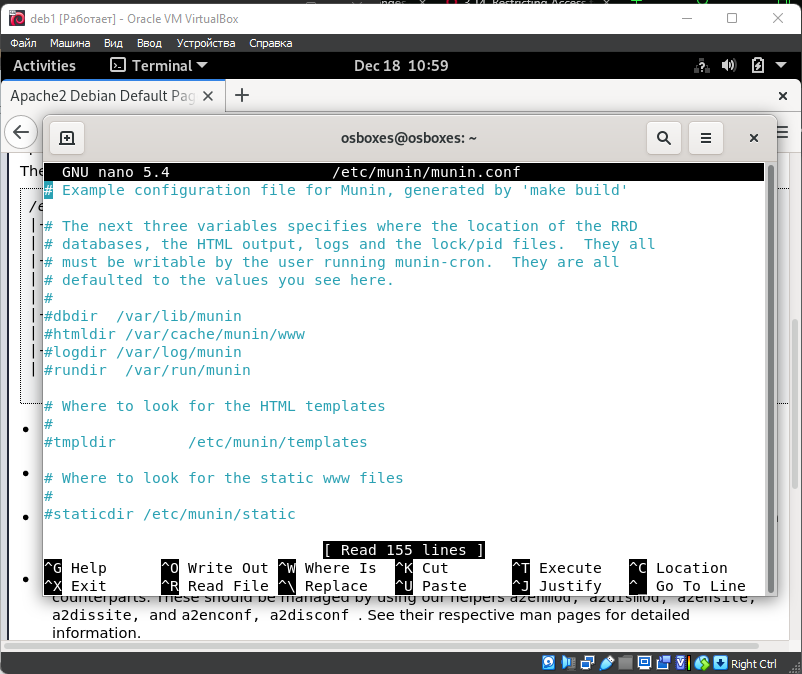 deb1 [Работает] - Oracle VM VirtualBox
Файл Машина Вид Ввод Устройства Справка
Activities Terminal Dec 18 10:59
Apache2 Debian Default Pag
osboxes@osboxes: ~
The
GNU nano 5.4 /etc/munin/munin.conf
# Example configuration file for Munin, generated by 'make build'
# The next three variables specifies where the location of the RRD
# databases, the HTML output, logs and the lock/pid files. They all
# must be writable by the user running munin-cron. They are all
# defaulted to the values you see here.
#
#dbdir /var/lib/munin
#htmldir /var/cache/munin/www
#logdir /var/log/munin
#rundir /var/run/munin
# Where to look for the HTML templates
#
#tmpldir /etc/munin/templates
# Where to look for the static www files
#
#staticdir /etc/munin/static
[ Read 155 lines ]
^G Help ^O Write Out ^W Where Is ^K Cut ^T Execute ^C Location
^X Exit ^R Read File ^\ Replace ^U Paste ^J Justify ^_ Go To Line
counterparts. These should be managed by using our helpers a2enmod, a2dismod, a2ensite,
a2dissite, and a2enconf, a2disconf . See their respective man pages for detailed
information.
Right Ctrl